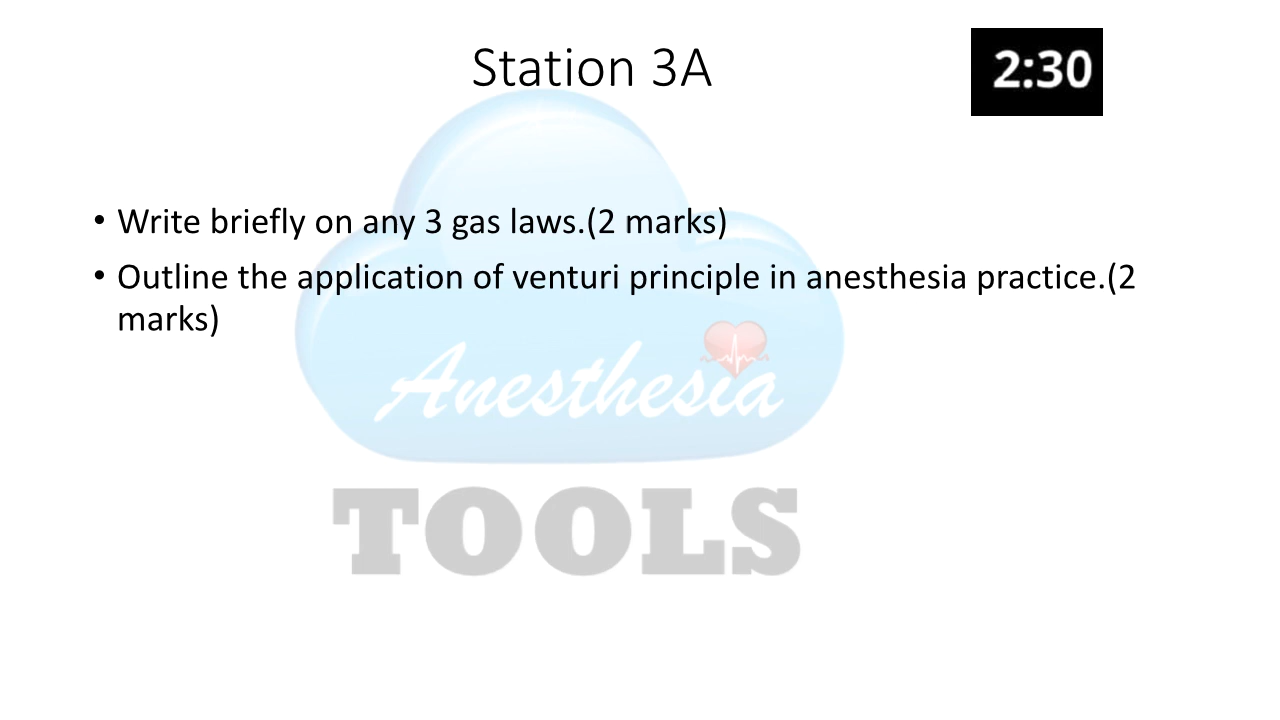 Station 3A
2:30
• Write briefly on any 3 gas laws.(2 marks)
• Outline the application of venturi principle in anesthesia practice.(2
marks)
Anesthesia
TOOLS